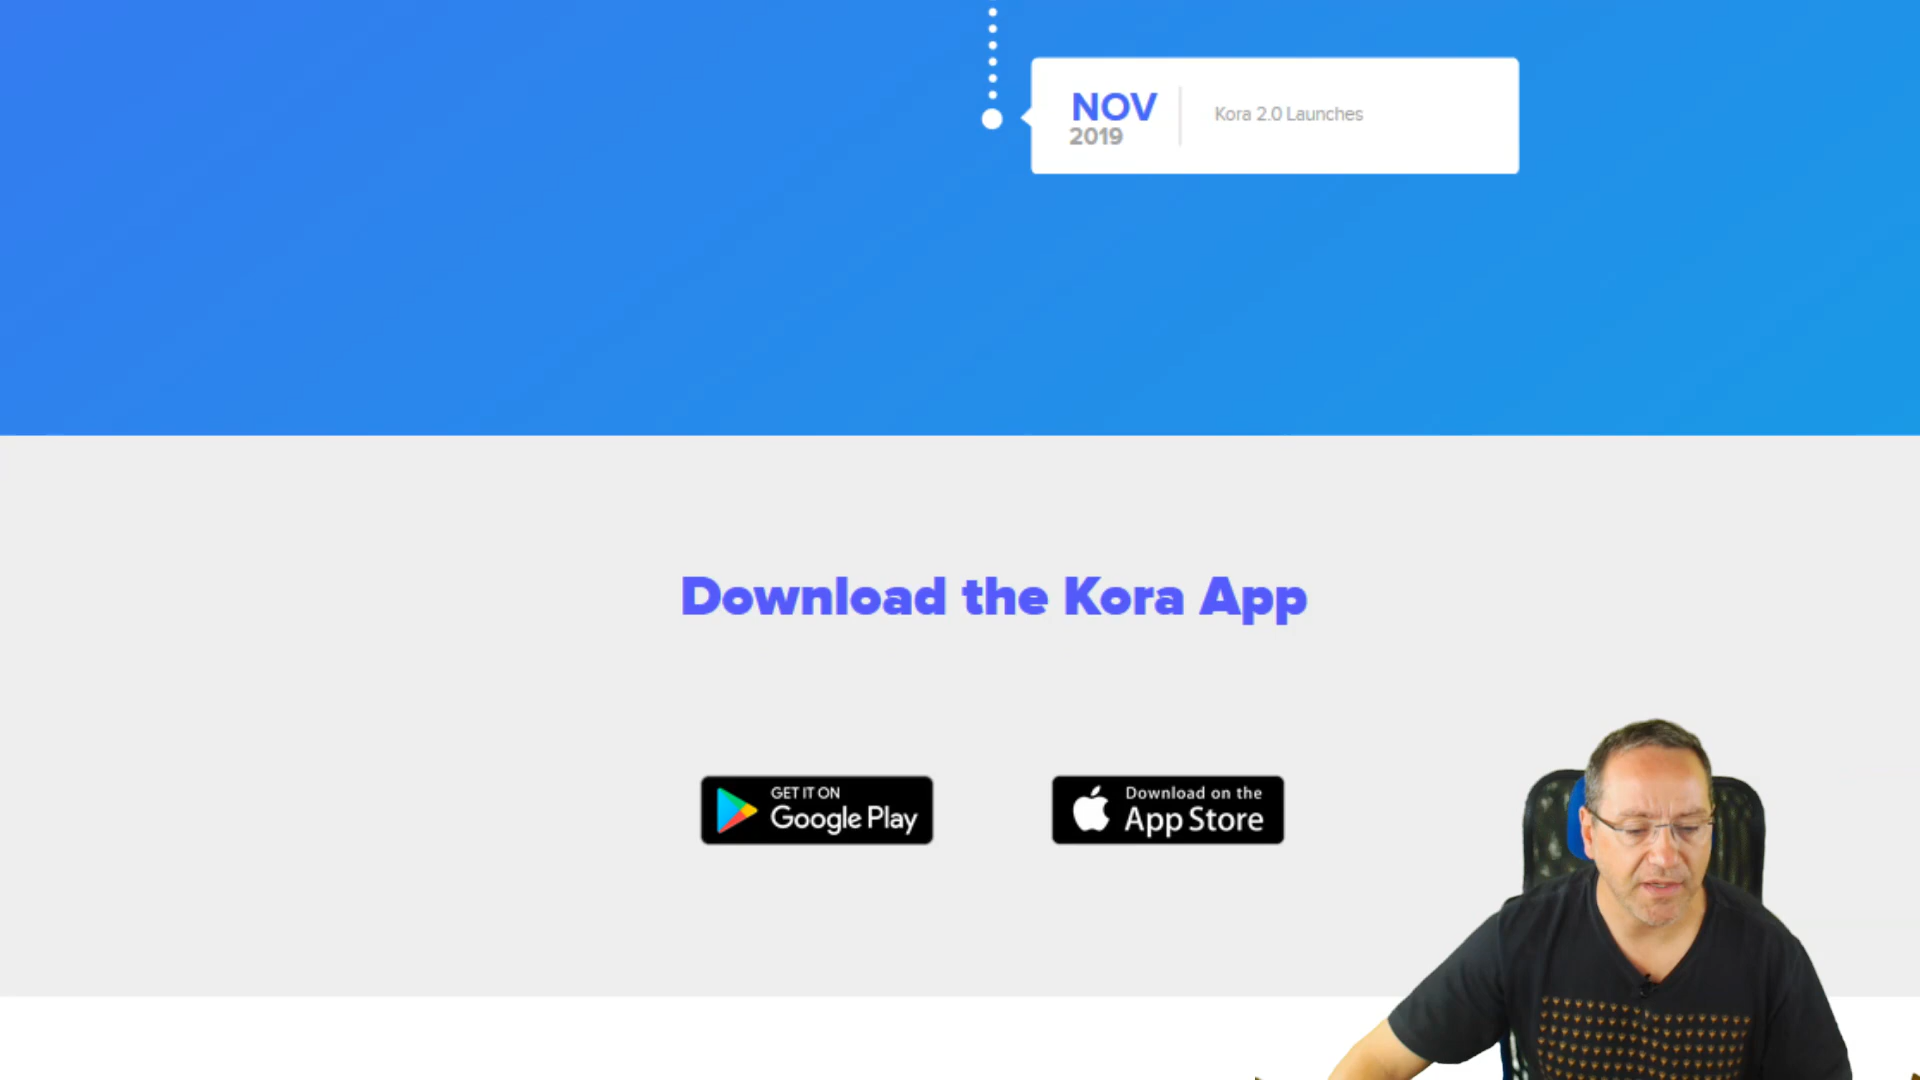 NOV
2019
Kora 2.0 Launches
Download the Kora App
GET IT ON
Google Play
Download on the
App Store